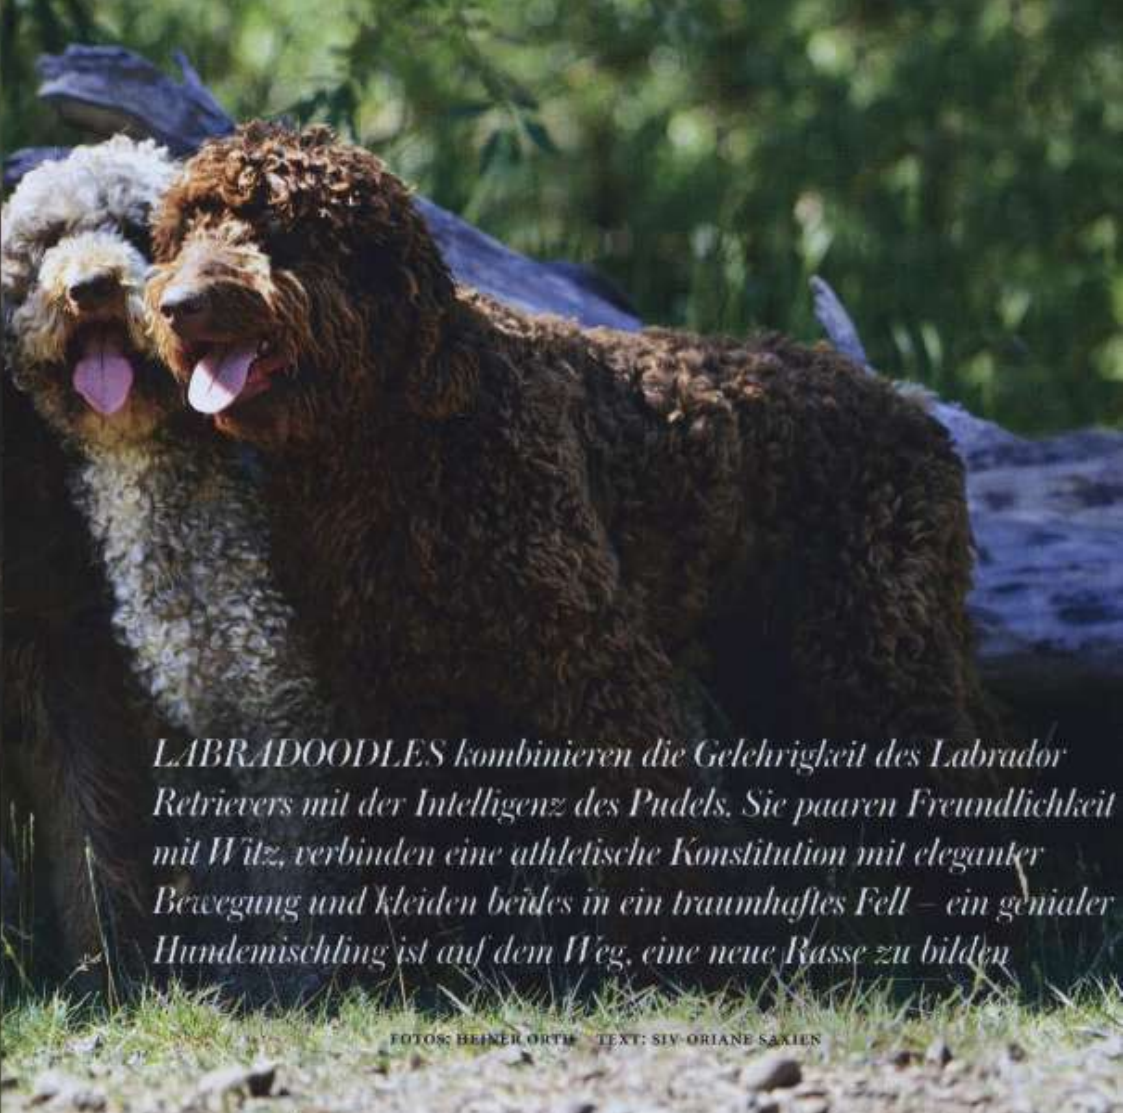 LABRADOODLES kombinieren die Gelehrigkeit des Labrador
Retrievers mit der Intelligenz des Pudels. Sie paaren Freundlichkeit
mit Witz, verbinden eine athletische Konstitution mit eleganter
Bewegung und kleiden beides in ein traumhaftes Fell – ein genialer
Hundemischling ist auf dem Weg, eine neue Rasse zu bilden
FOTOS: HEINER ORTH TEXT: SIV ORIANE SAXIEN